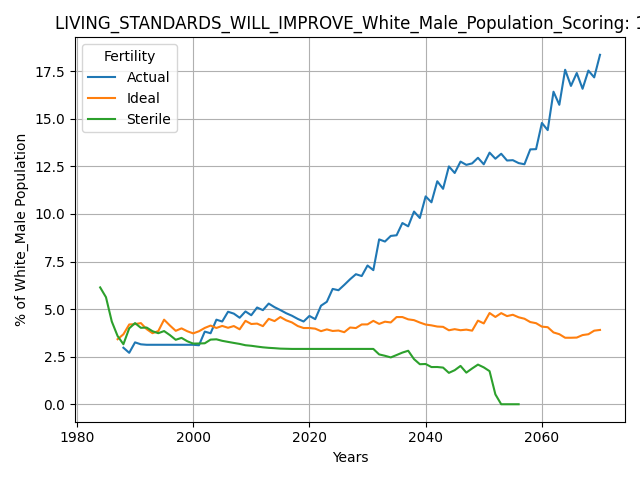 LIVING_STANDARDS_WILL_IMPROVE_White_Male_Population_Scoring: 1
Fertility
Actual
Ideal
Sterile
% of White_Male Population
17.5
15.0
12.5
10.0
7.5
5.0
2.5
0.0
1980 2000 2020 2040 2060
Years